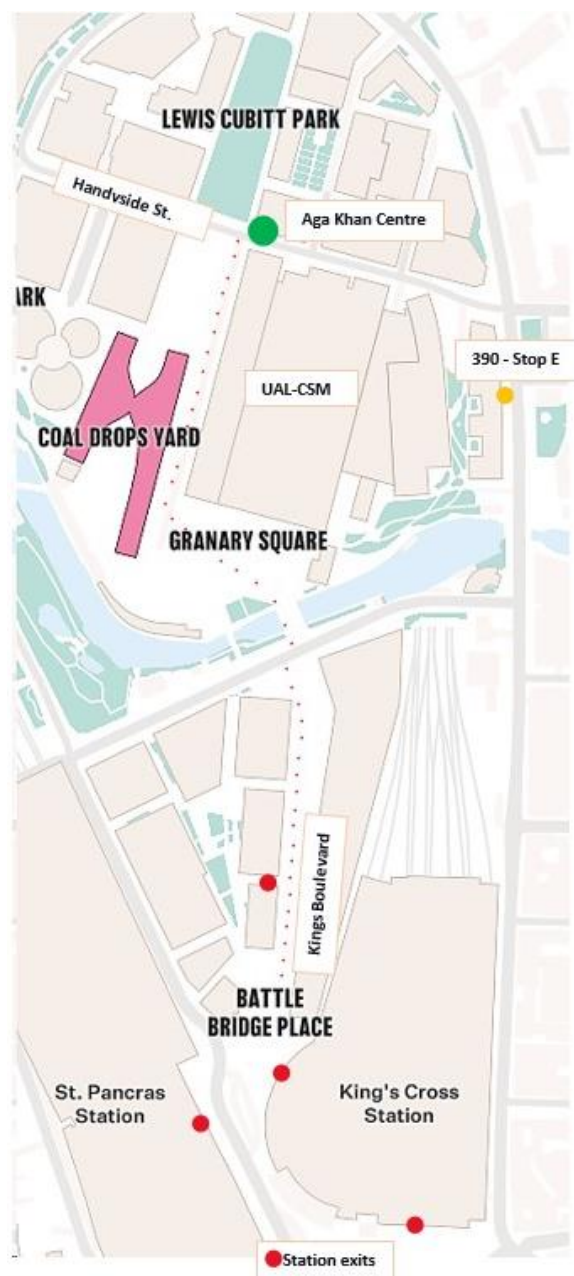 LEWIS CUBITT PARK
Handyside St.
Aga Khan Centre
ARK
390 - Stop E
UAL-CSM
COAL DROPS YARD
GRANARY SQUARE
Kings Boulevard
BATTLE
BRIDGE PLACE
St. Pancras
Station
King's Cross
Station
Station exits